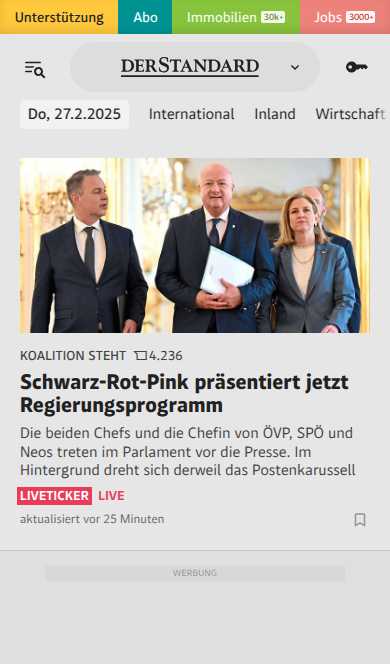 Unterstützung Abo Immobilien 30k+ Jobs 3000+
DERSTANDARD
Do, 27.2.2025 International Inland Wirtschaft
KOALITION STEHT 4.236
Schwarz-Rot-Pink präsentiert jetzt
Regierungsprogramm
Die beiden Chefs und die Chefin von ÖVP, SPÖ und
Neos treten im Parlament vor die Presse. Im
Hintergrund dreht sich derweil das Postenkarussell
LIVETICKER LIVE
aktualisiert vor 25 Minuten
WERBUNG